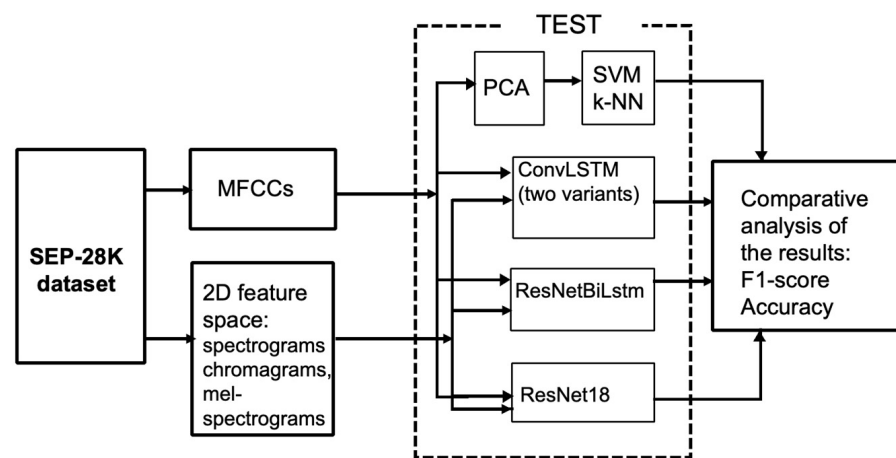 TEST
PCA
SVM
k-NN
ConvLSTM
(two variants)
ResNetBiLstm
ResNet18
MFCCs
SEP-28K
dataset
2D feature
space:
spectrograms
chromagrams,
mel-
spectrograms
Comparative
analysis of
the results:
F1-score
Accuracy